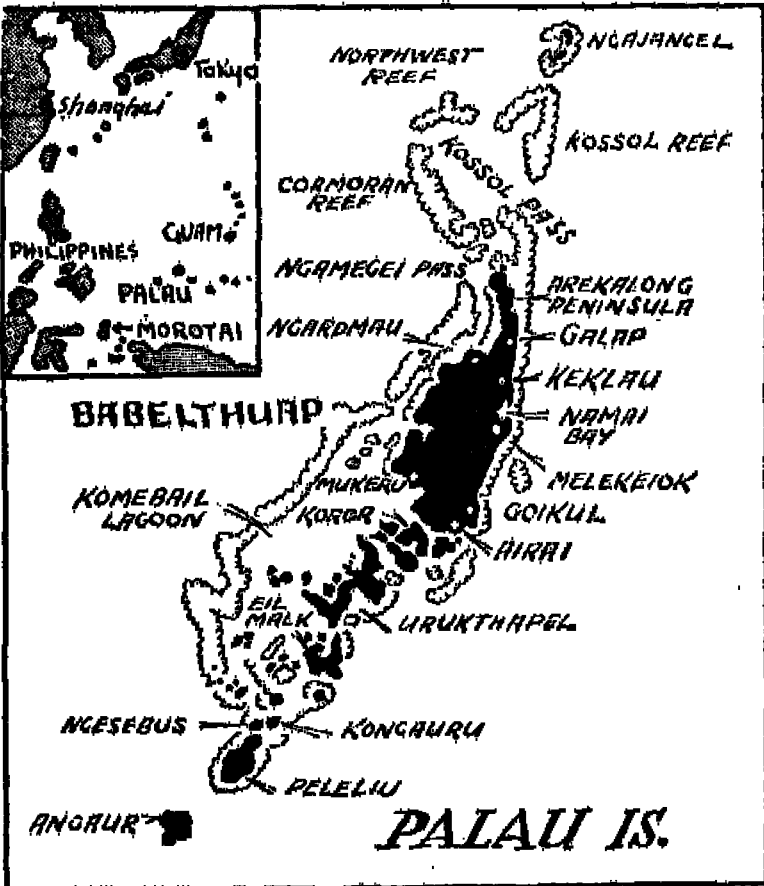 Tokyo
Shanghai
GUAM
PHILIPPINES
PALAU
MOROTAI
NGAJANGEL
NORTHWEST
REEF
KOSSOL REEF
KOSSOL PASS
CORMORAN
REEF
NGAMEGEI PASS
AREKALONG
PENINSULA
NGARDMAU
GALAP
KEKLAU
BABELTHUAP
NAMAI
BAY
MELEKEIOK
MUKERU
KOMEBAIL
LAGOON
KOROR
GOIKUL
AIRAI
EIL
MALK
URUKTHAPEL
NGESEBUS
KONGAURU
PELELIU
ANGAUR
PALAU IS.